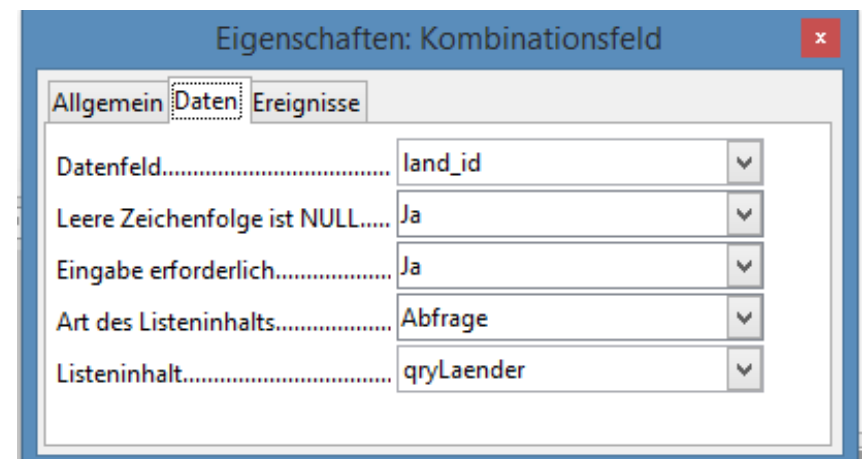 Eigenschaften: Kombinationsfeld x
Allgemein Daten Ereignisse
Datenfeld...................................... land_id
Leere Zeichenfolge ist NULL..... Ja
Eingabe erforderlich................... Ja
Art des Listeninhalts................... Abfrage
Listeninhalt.................................. qryLaender